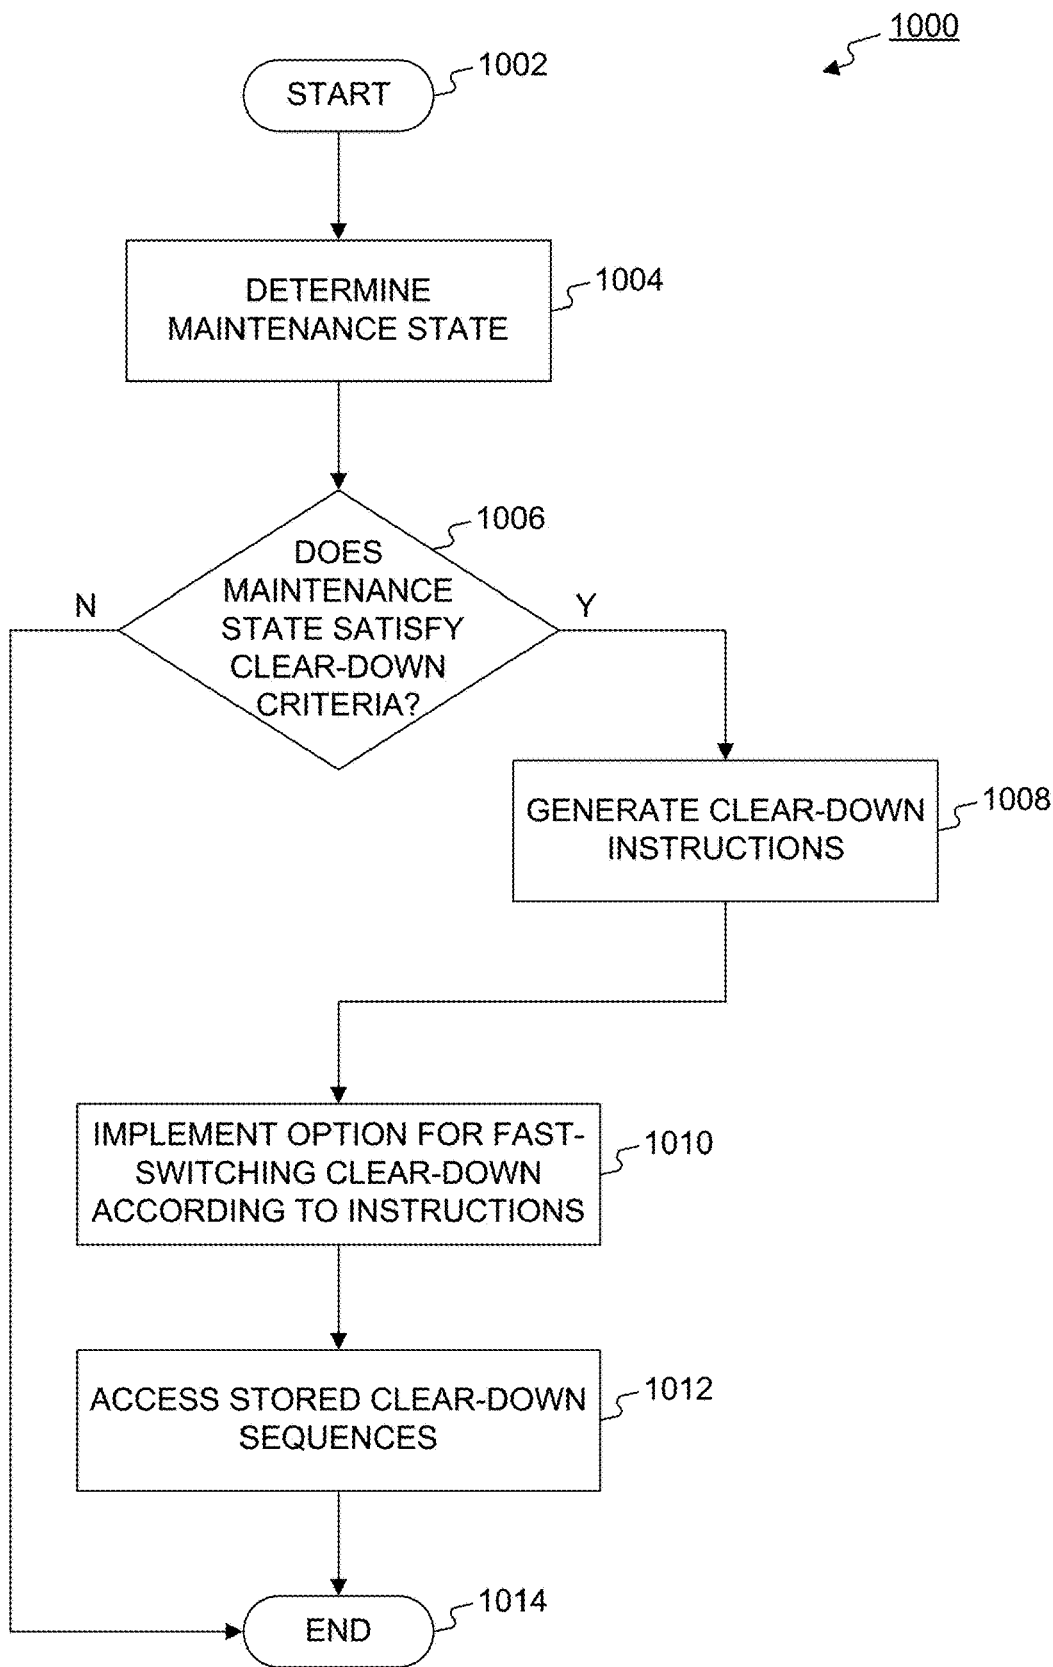 1000
START
1002
DETERMINE
MAINTENANCE STATE
1004
DOES
MAINTENANCE
STATE SATISFY
CLEAR-DOWN
CRITERIA?
1006
N
Y
GENERATE CLEAR-DOWN
INSTRUCTIONS
1008
IMPLEMENT OPTION FOR FAST-
SWITCHING CLEAR-DOWN
ACCORDING TO INSTRUCTIONS
1010
ACCESS STORED CLEAR-DOWN
SEQUENCES
1012
END
1014